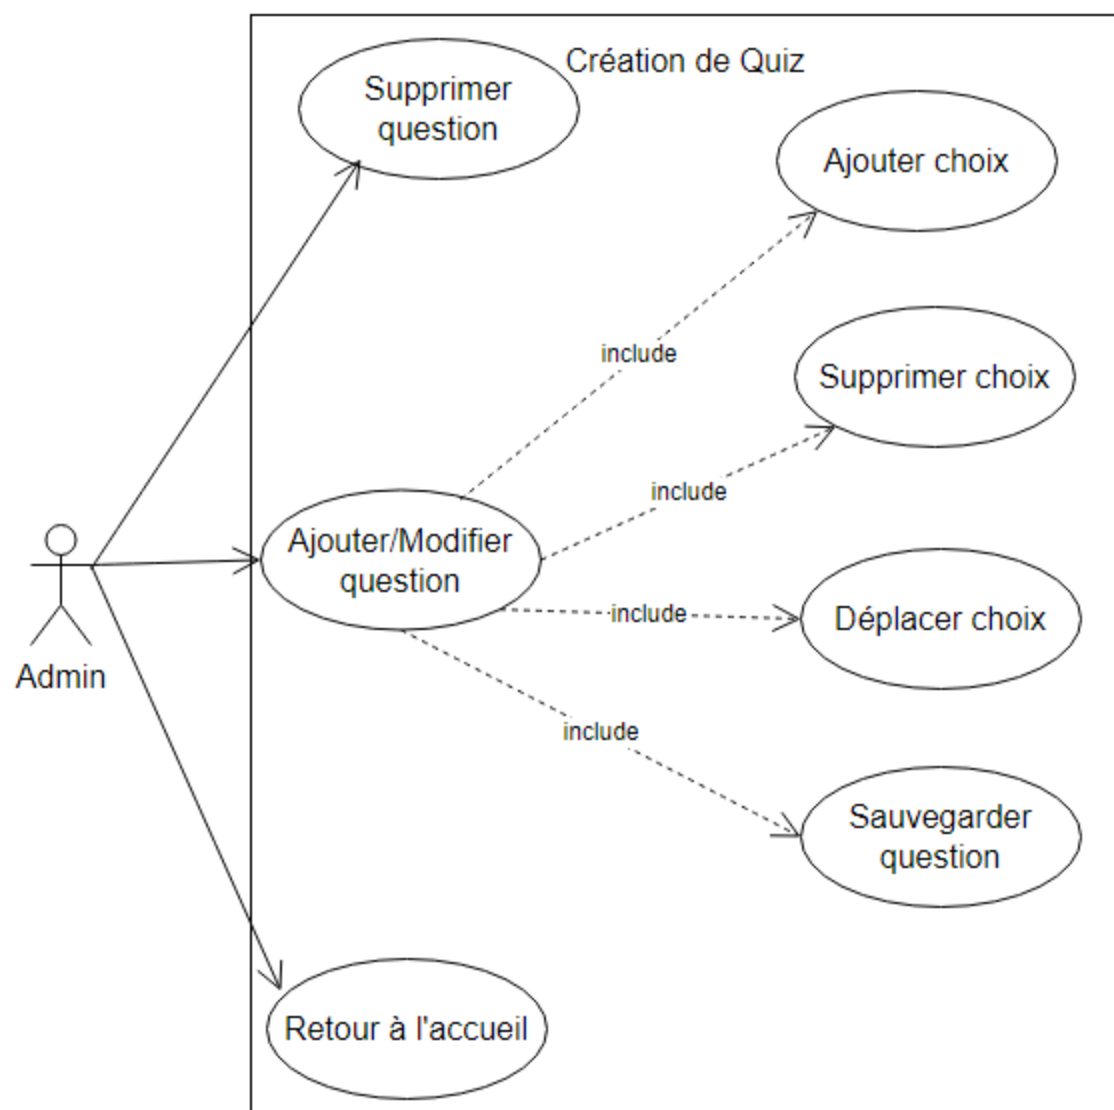 Création de Quiz
Supprimer
question
Ajouter choix
include
Supprimer choix
include
Ajouter/Modifier
question
include
Déplacer choix
Admin
include
Sauvegarder
question
Retour à l'accueil